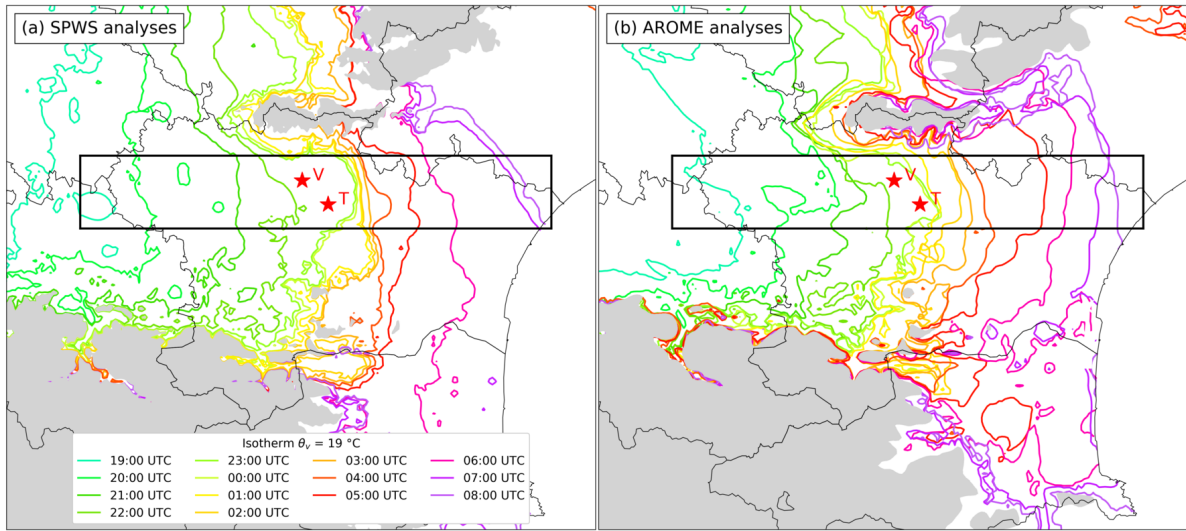 (a) SPWS analyses
(b) AROME analyses
V
T
V
T
Isotherm θᵥ = 19 °C
19:00 UTC
20:00 UTC
21:00 UTC
22:00 UTC
23:00 UTC
00:00 UTC
01:00 UTC
02:00 UTC
03:00 UTC
04:00 UTC
05:00 UTC
06:00 UTC
07:00 UTC
08:00 UTC